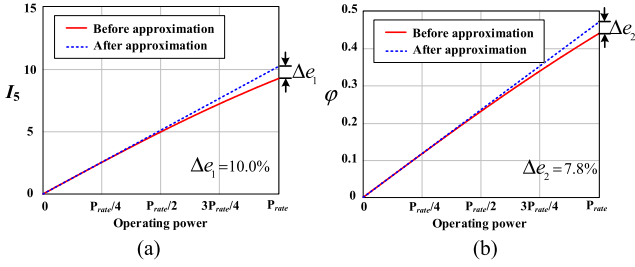 15
10
5
0
I5
Before approximation
After approximation
Δe1
Δe1=10.0%
0
Prate/4
Prate/2
3Prate/4
Prate
Operating power
(a)
0.5
0.4
0.3
0.2
0.1
0
φ
Before approximation
After approximation
Δe2
Δe2=7.8%
0
Prate/4
Prate/2
3Prate/4
Prate
Operating power
(b)